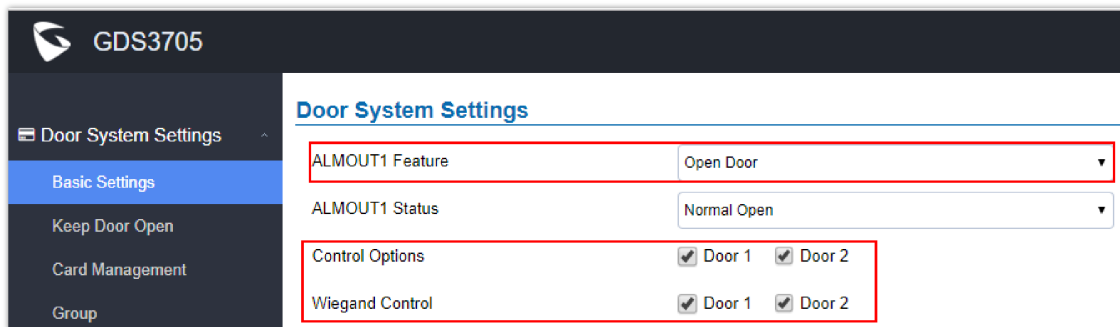 GDS3705
Door System Settings
Basic Settings
Keep Door Open
Card Management
Group
Door System Settings
ALMOUT1 Feature Open Door
ALMOUT1 Status Normal Open
Control Options Door 1 Door 2
Wiegand Control Door 1 Door 2